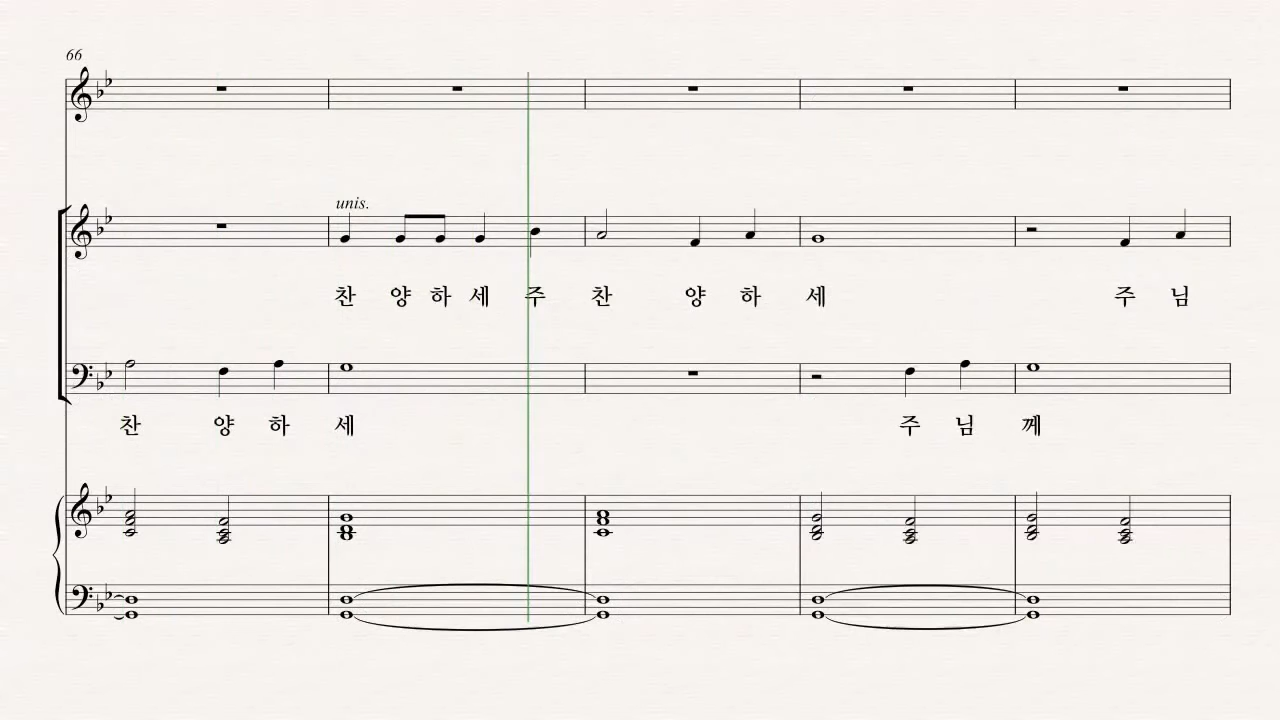 66
unis.
찬 양 하 세 주 찬 양 하 세 주 님
찬 양 하 세 주 님 께